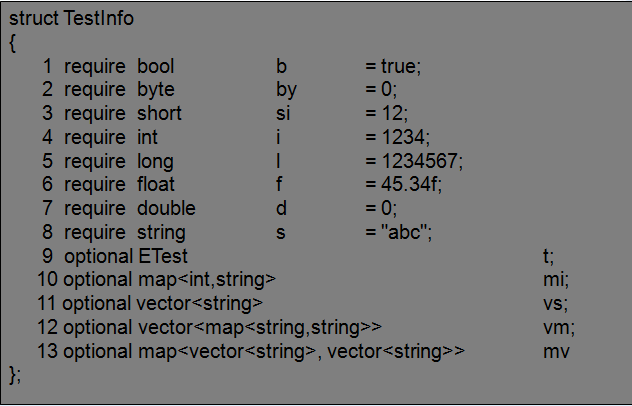 struct TestInfo
{
1 require bool b = true;
2 require byte by = 0;
3 require short si = 12;
4 require int i = 1234;
5 require long l = 1234567;
6 require float f = 45.34f;
7 require double d = 0;
8 require string s = "abc";
9 optional ETest t;
10 optional map<int,string> mi;
11 optional vector<string> vs;
12 optional vector<map<string,string>> vm;
13 optional map<vector<string>, vector<string>> mv
};